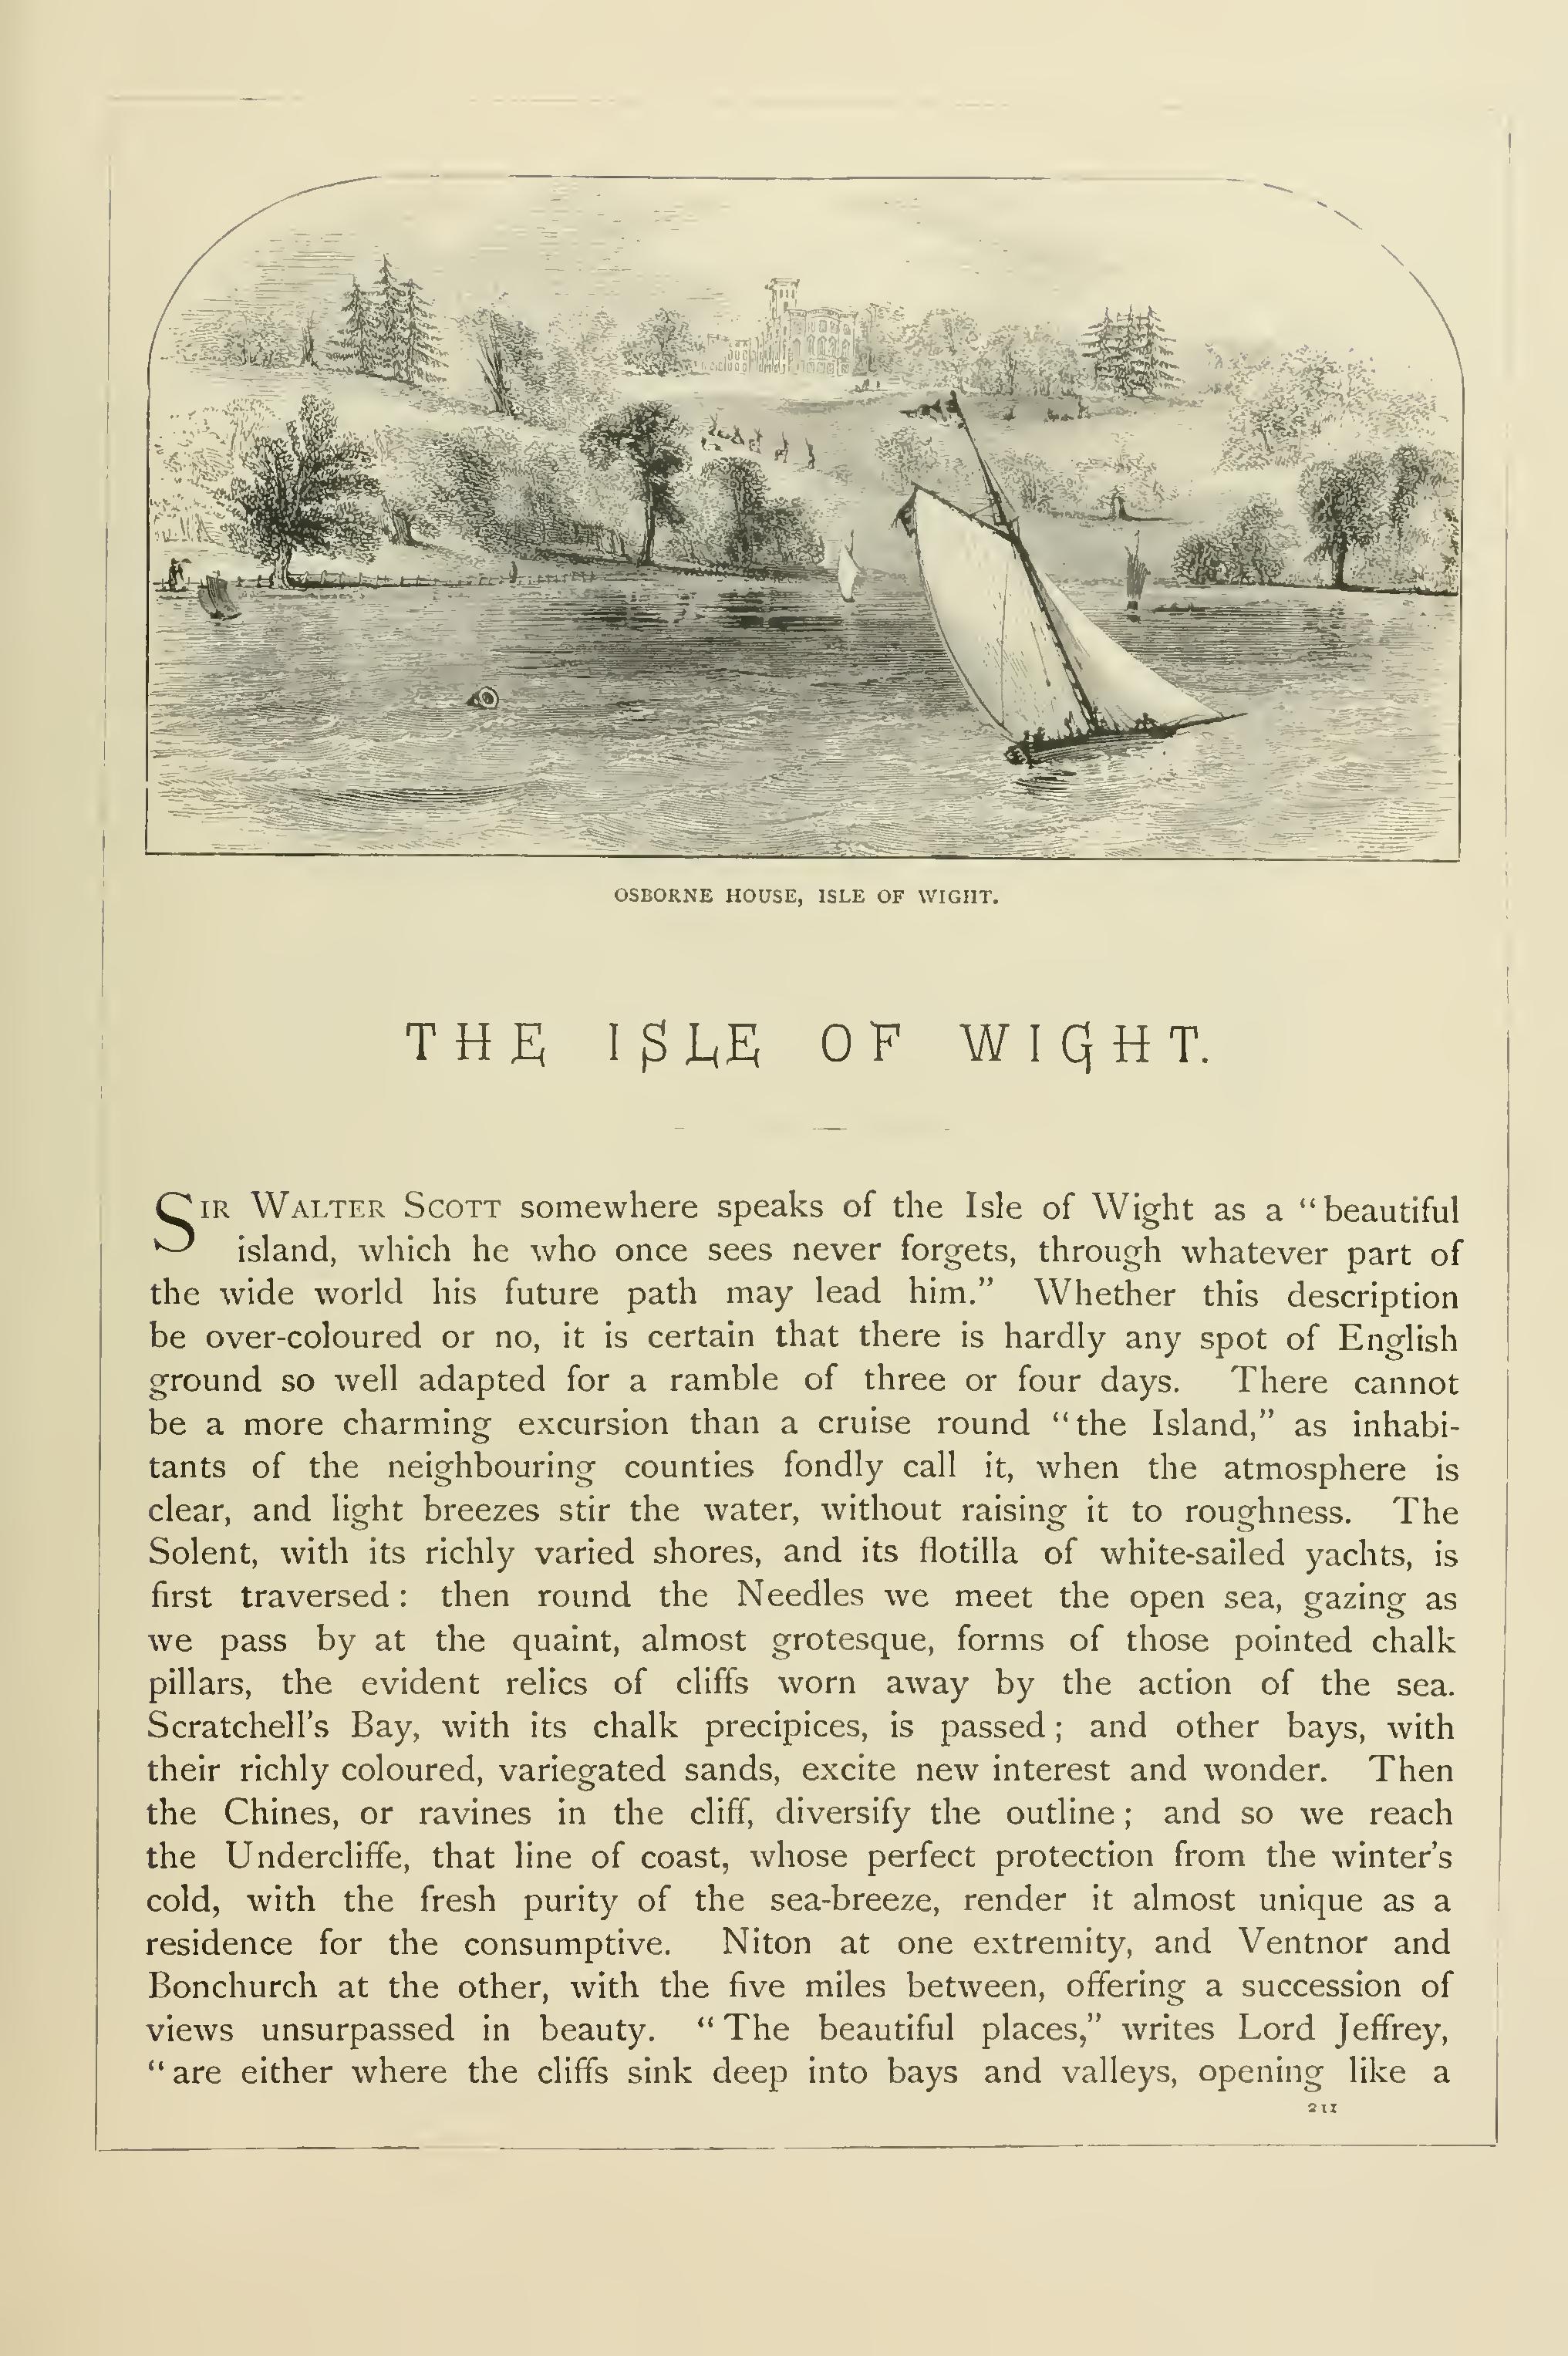 OSBORNE HOUSE, ISLE OF WIGHT.
THE ISLE OF WIGHT.
SIR WALTER SCOTT somewhere speaks of the Isle of Wight as a “beautiful
island, which he who once sees never forgets, through whatever part of
the wide world his future path may lead him.” Whether this description
be over-coloured or no, it is certain that there is hardly any spot of English
ground so well adapted for a ramble of three or four days. There cannot
be a more charming excursion than a cruise round “the Island,” as inhabi-
tants of the neighbouring counties fondly call it, when the atmosphere is
clear, and light breezes stir the water, without raising it to roughness. The
Solent, with its richly varied shores, and its flotilla of white-sailed yachts, is
first traversed: then round the Needles we meet the open sea, gazing as
we pass by at the quaint, almost grotesque, forms of those pointed chalk
pillars, the evident relics of cliffs worn away by the action of the sea.
Scratchell’s Bay, with its chalk precipices, is passed; and other bays, with
their richly coloured, variegated sands, excite new interest and wonder. Then
the Chines, or ravines in the cliff, diversify the outline; and so we reach
the Undercliffe, that line of coast, whose perfect protection from the winter’s
cold, with the fresh purity of the sea-breeze, render it almost unique as a
residence for the consumptive. Niton at one extremity, and Ventnor and
Bonchurch at the other, with the five miles between, offering a succession of
views unsurpassed in beauty. “The beautiful places,” writes Lord Jeffrey,
“are either where the cliffs sink deep into bays and valleys, opening like a
211